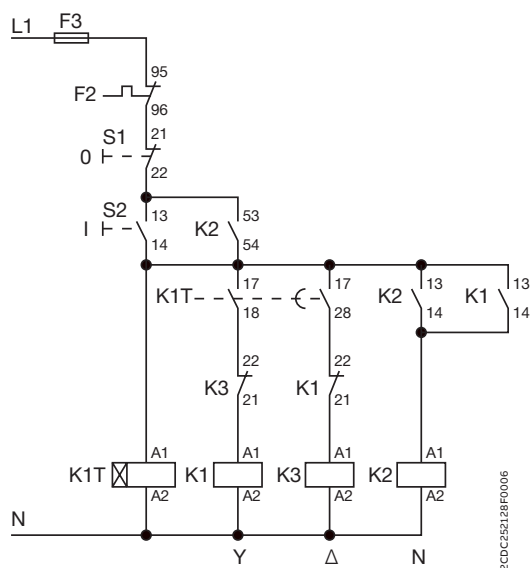 L1
F3
95
F2
96
S1
21
0
22
S2
13
53
I
K2
14
54
17
17
13
13
K1T
K2
K1
18
28
14
14
22
22
K3
K1
21
21
A1
A1
A1
A1
K1T
K1
K3
K2
A2
A2
A2
A2
N
Y
Δ
N
2CDC252128F0006